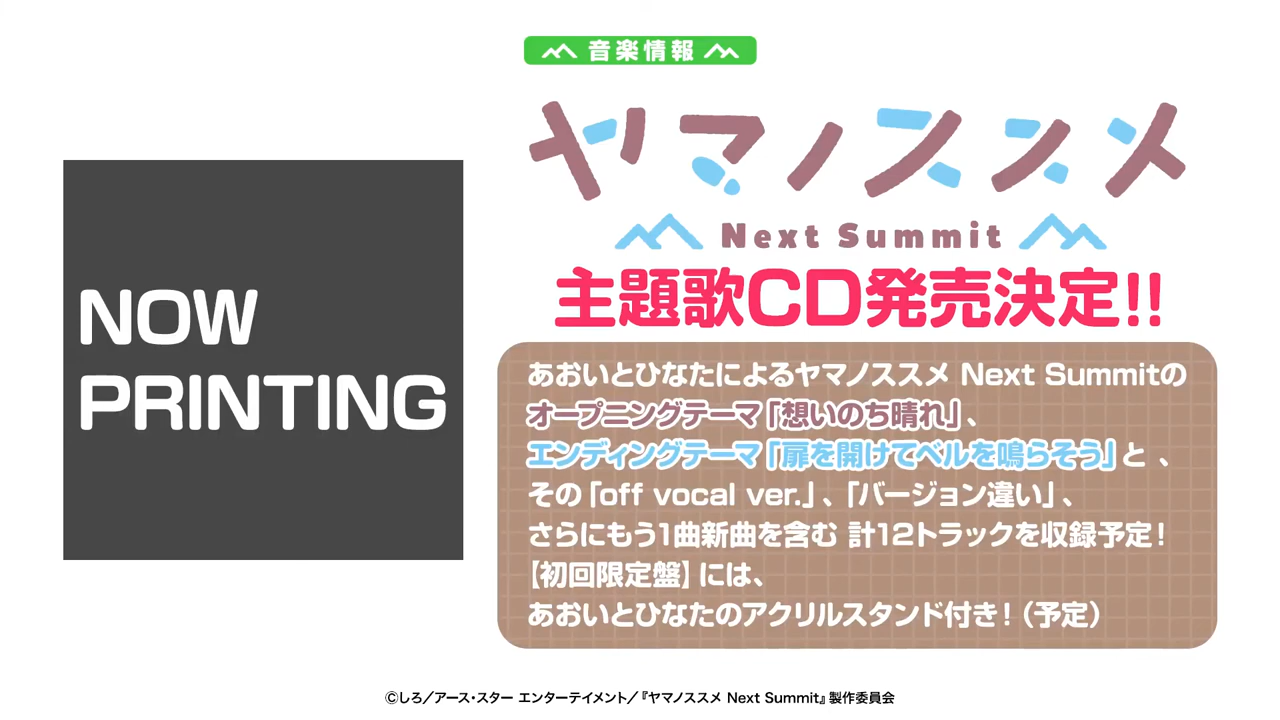 音楽情報
ヤマノススメ
Next Summit
主題歌CD発売決定!!
NOW
PRINTING
あおいとひなたによるヤマノススメ Next Summitの
オープニングテーマ「想いのち晴れ」、
エンディングテーマ「扉を開けてベルを鳴らそう」と 、
その「off vocal ver.」、「バージョン違い」、
さらにもう1曲新曲を含む 計12トラックを収録予定!
【初回限定盤】には、
あおいとひなたのアクリルスタンド付き!(予定)
©しろ/アース・スター エンターテイメント/『ヤマノススメ Next Summit』製作委員会